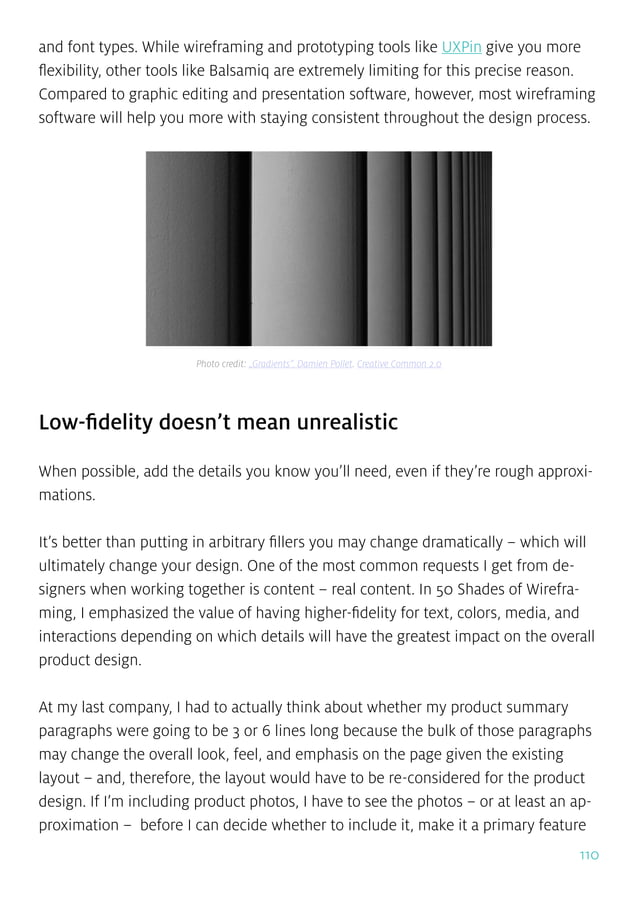 and font types. While wireframing and prototyping tools like UXPin give you more
flexibility, other tools like Balsamiq are extremely limiting for this precise reason.
Compared to graphic editing and presentation software, however, most wireframing
software will help you more with staying consistent throughout the design process.
Photo credit: „Gradients”, Damien Pollet, Creative Common 2.0
Low-fidelity doesn’t mean unrealistic
When possible, add the details you know you’ll need, even if they’re rough approxi-
mations.
It’s better than putting in arbitrary fillers you may change dramatically – which will
ultimately change your design. One of the most common requests I get from de-
signers when working together is content – real content. In 50 Shades of Wirefra-
ming, I emphasized the value of having higher-fidelity for text, colors, media, and
interactions depending on which details will have the greatest impact on the overall
product design.
At my last company, I had to actually think about whether my product summary
paragraphs were going to be 3 or 6 lines long because the bulk of those paragraphs
may change the overall look, feel, and emphasis on the page given the existing
layout – and, therefore, the layout would have to be re-considered for the product
design. If I’m including product photos, I have to see the photos – or at least an ap-
proximation –  before I can decide whether to include it, make it a primary feature
110